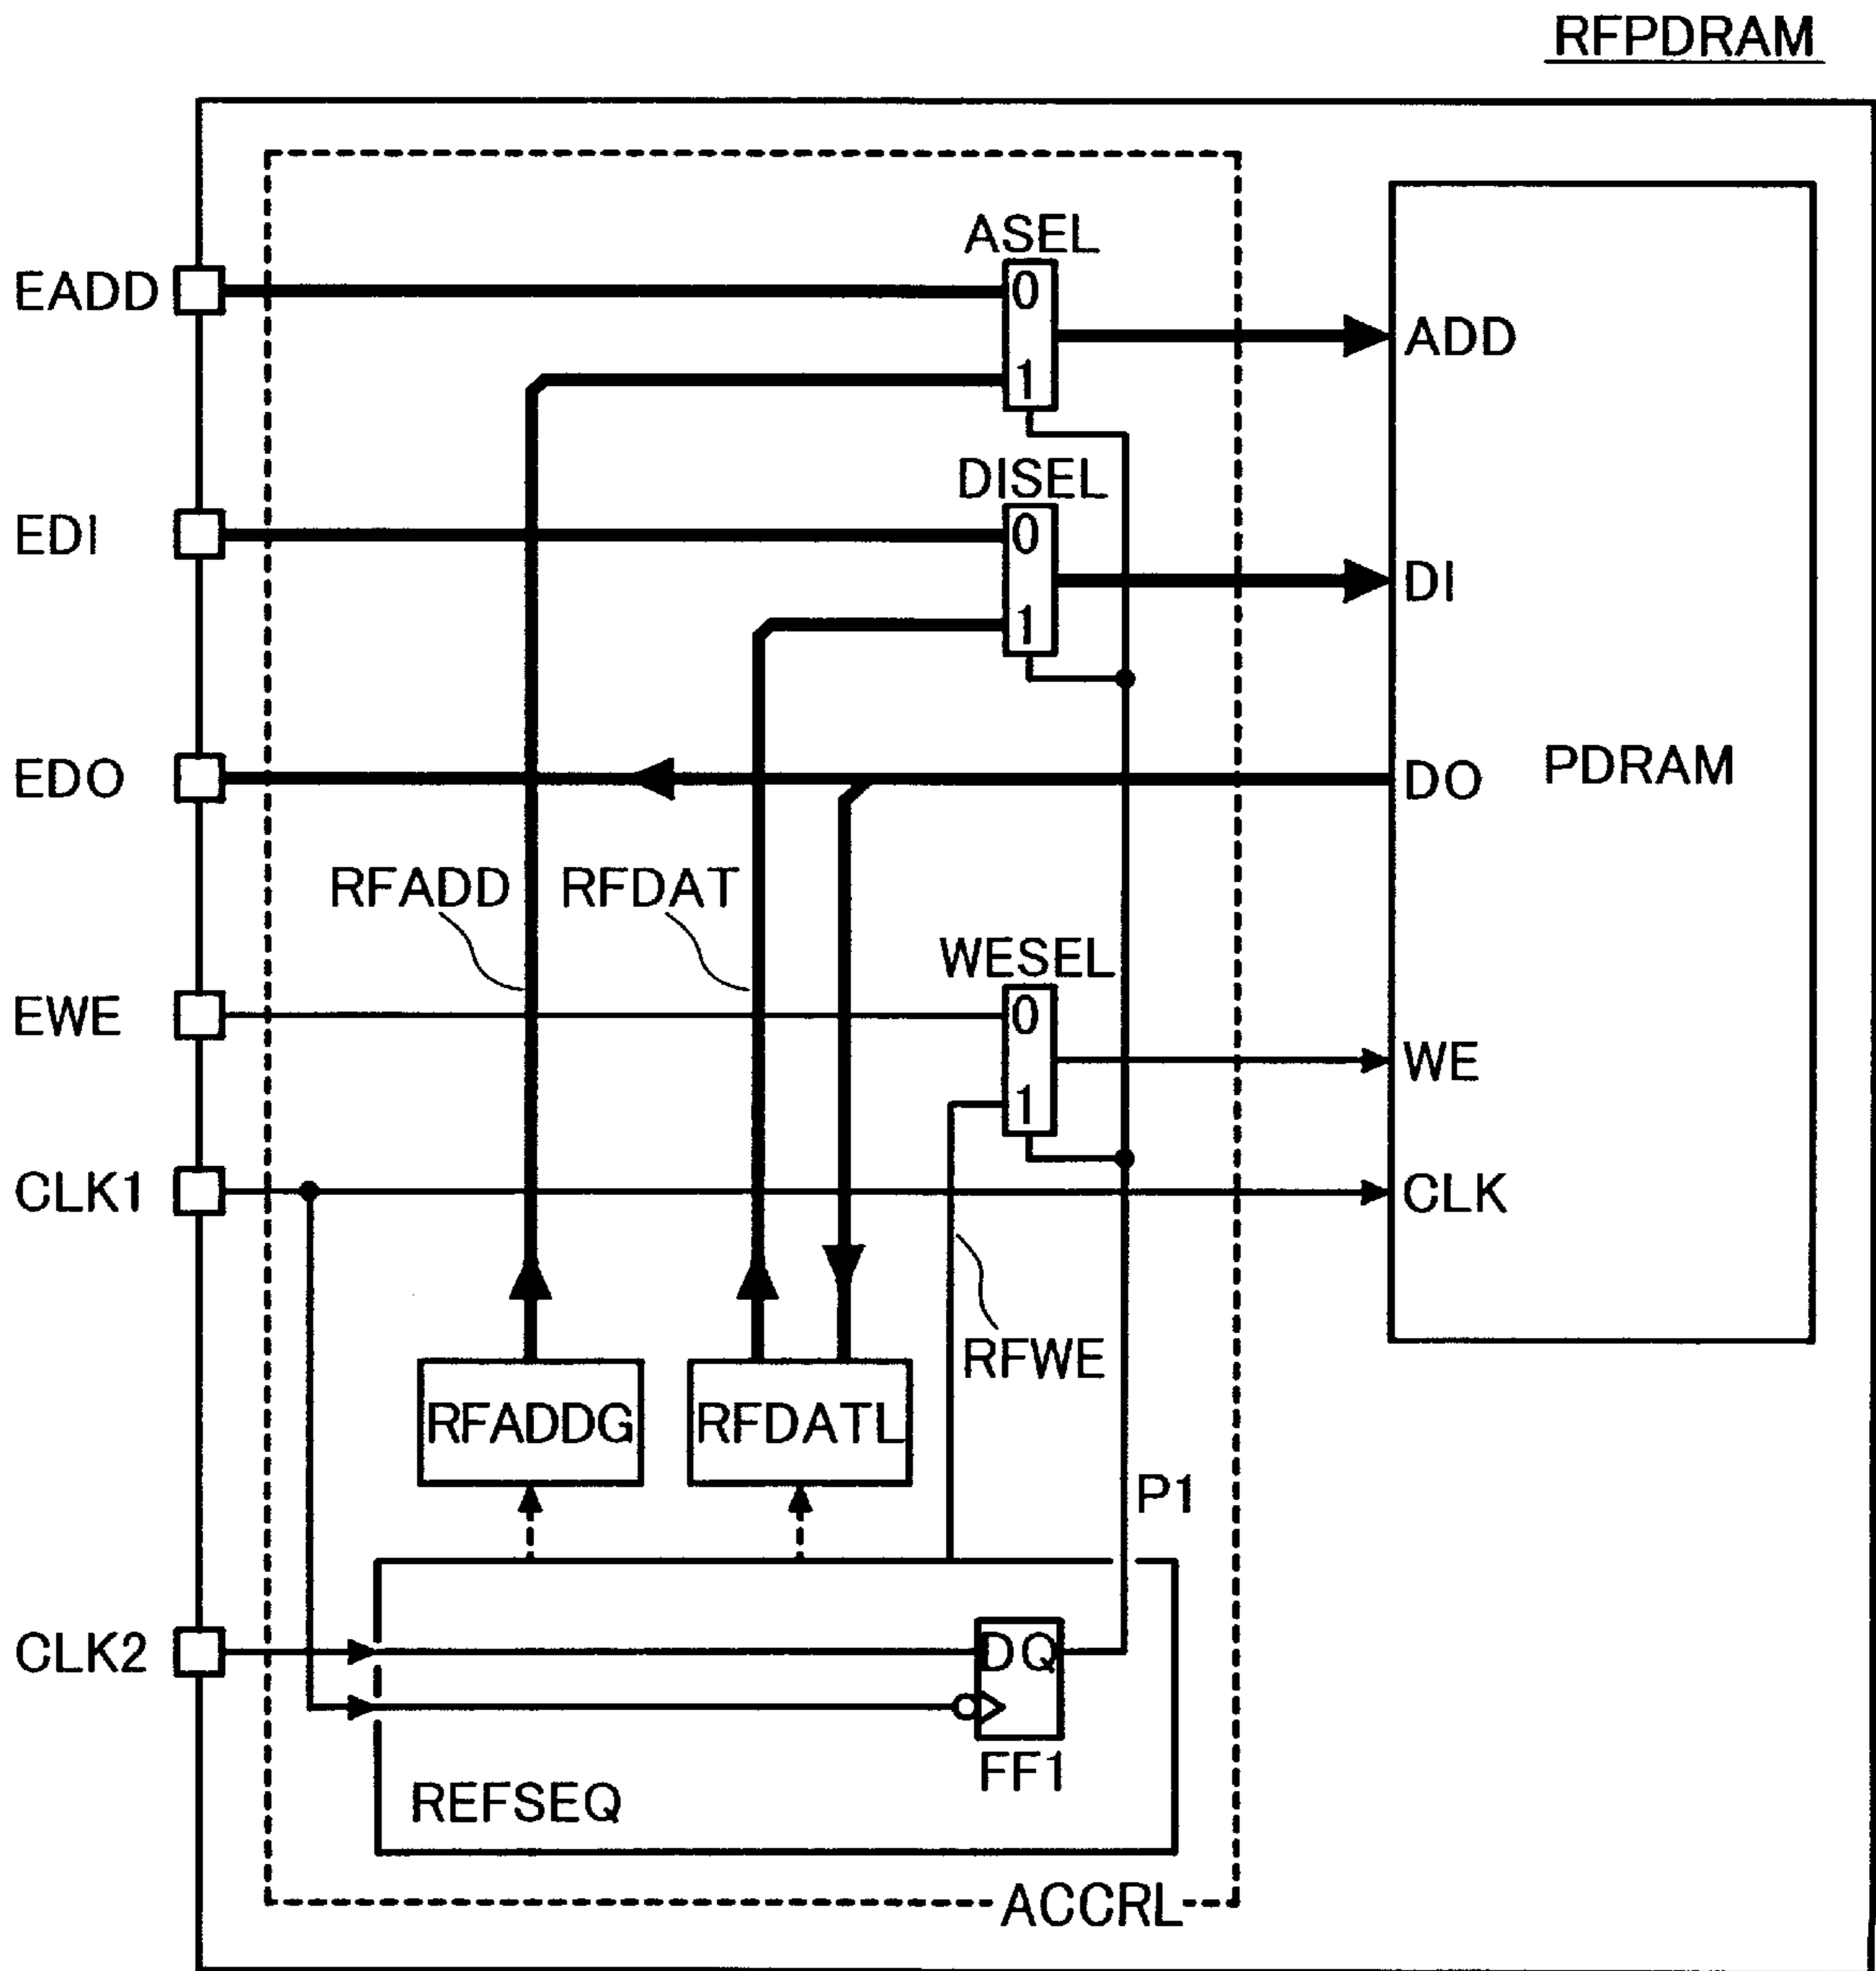 RFPDRAM
ASEL
EADD
0
ADD
1
DISEL
EDI
0
DI
1
EDO
DO
PDRAM
RFADD
RFDAT
WESEL
EWE
0
WE
1
CLK1
CLK
RFWE
RFADDG
RFDATL
P1
CLK2
DQ
FF1
REFSEQ
ACCRL